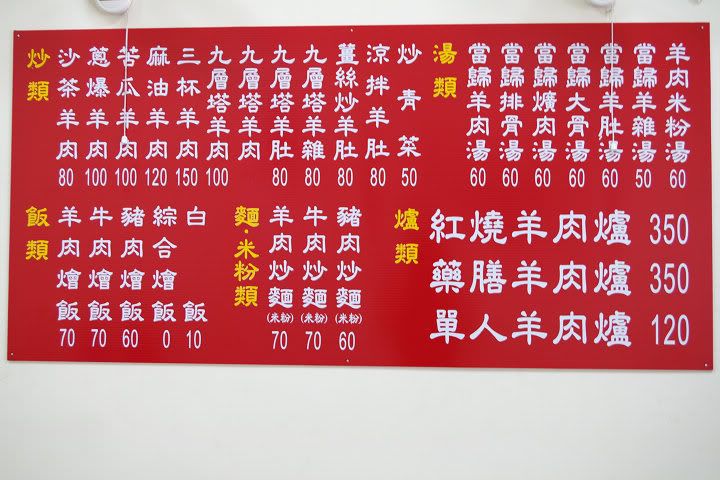 炒類
沙茶羊肉 80
蔥爆羊肉 100
苦瓜羊肉 100
麻油羊肉 120
三杯羊肉 150
九層塔羊肉 100
九層塔羊肉
九層塔羊肚 80
九層塔羊雜 80
薑絲炒羊肚 80
涼拌羊肚 80
炒青菜 50
湯類
當歸羊肉湯 60
當歸排骨湯 60
當歸爌肉湯 60
當歸大骨湯 60
當歸羊肚湯 60
當歸羊雜湯 50
羊肉米粉湯 60
飯類
羊肉燴飯 70
牛肉燴飯 70
豬肉燴飯 60
綜合燴飯 0
白飯 10
麵·米粉類
羊肉炒麵(米粉) 70
牛肉炒麵(米粉) 70
豬肉炒麵(米粉) 60
爐類
紅燒羊肉爐 350
藥膳羊肉爐 350
單人羊肉爐 120